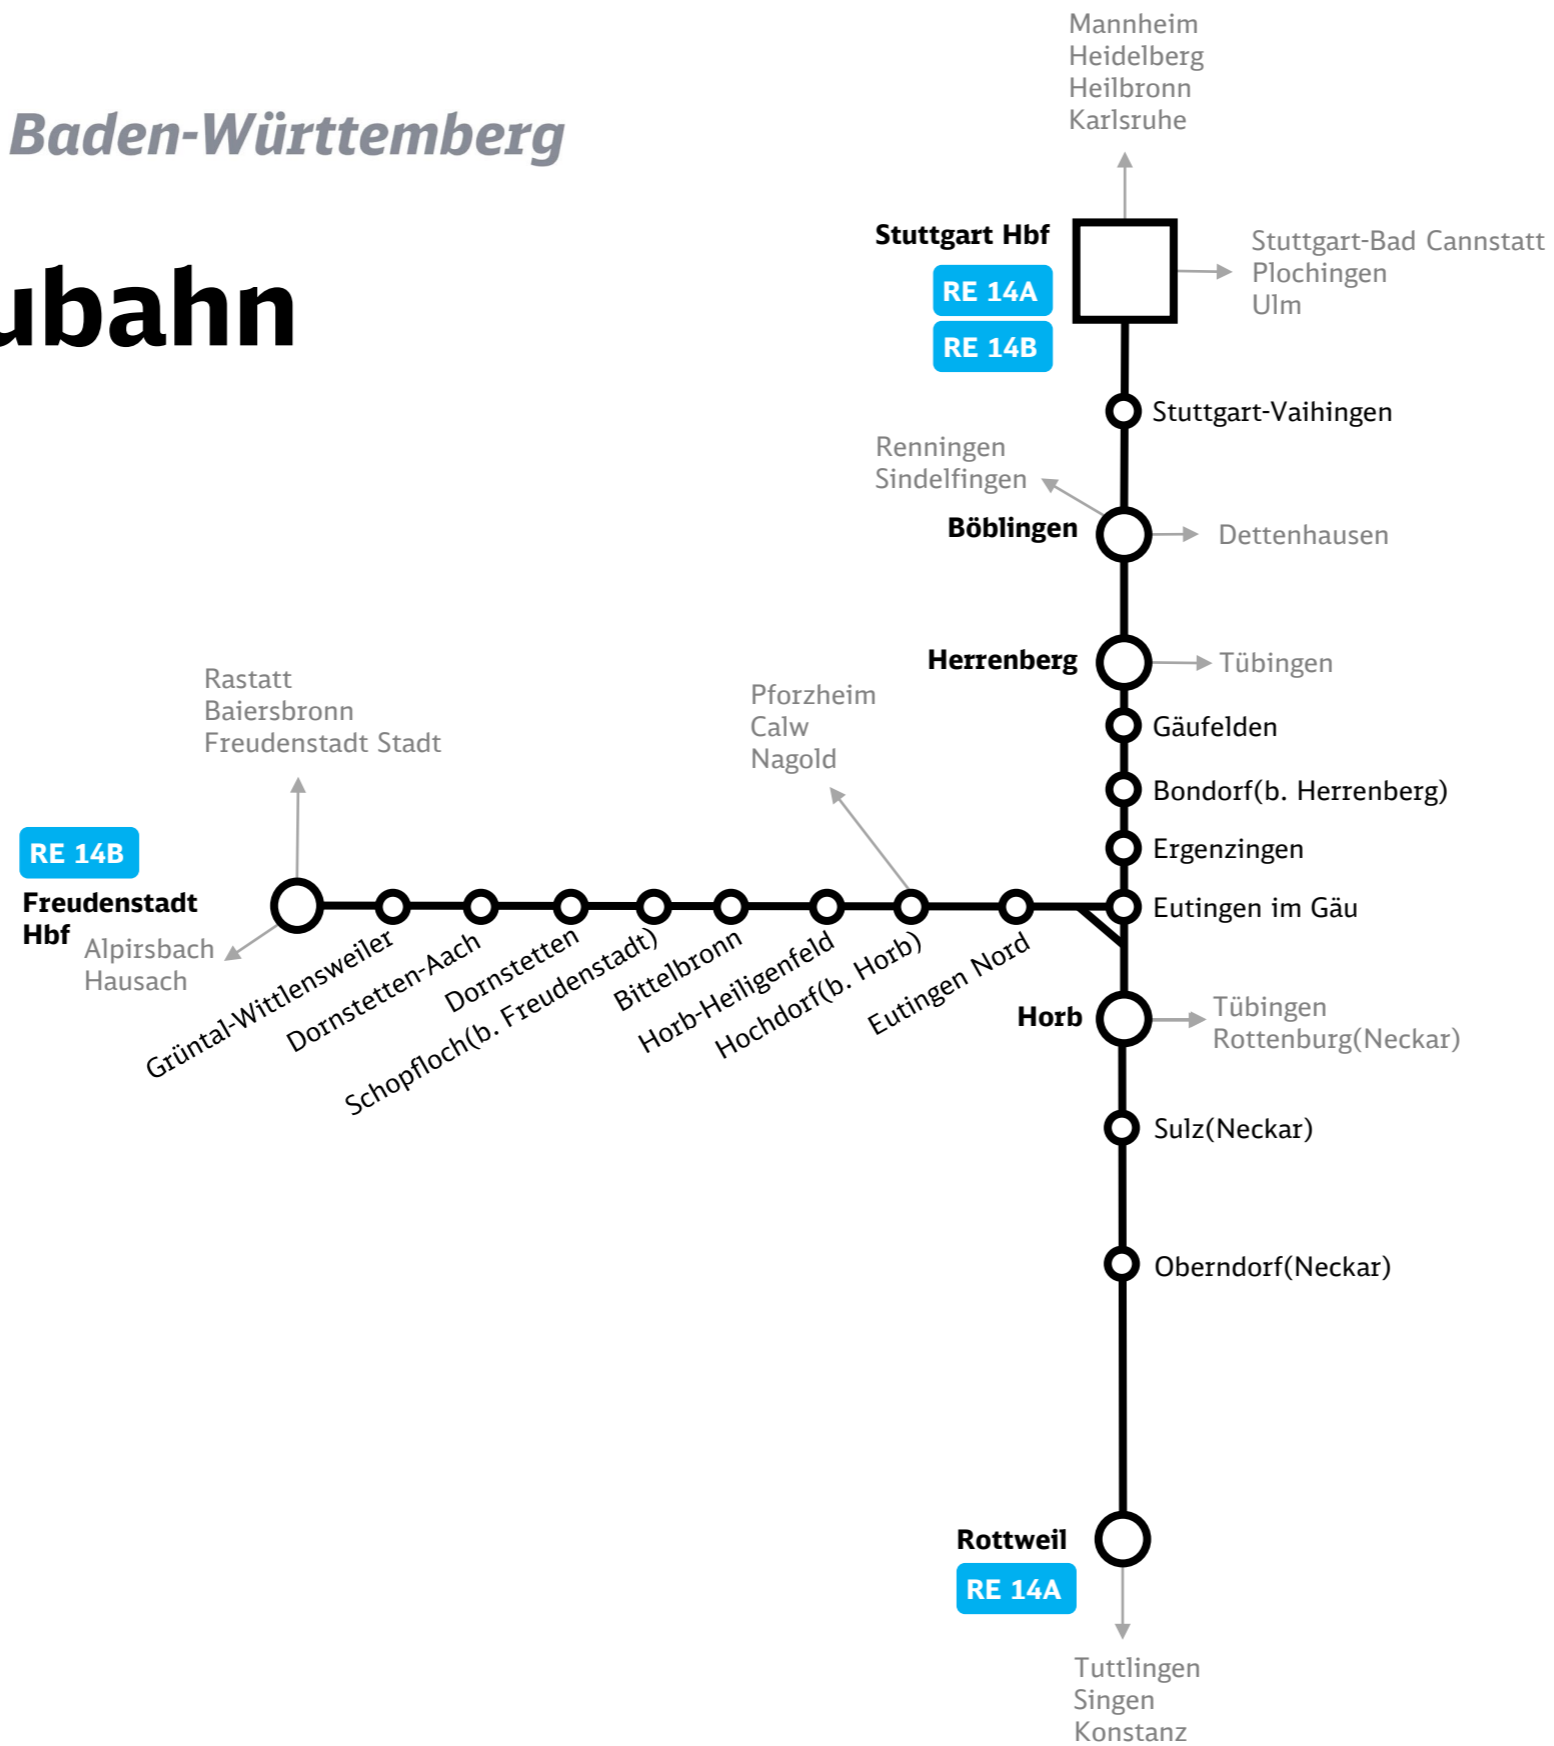 Mannheim
Heidelberg
Heilbronn
Karlsruhe
Baden-Württemberg
ubahn
Stuttgart Hbf
RE 14A
RE 14B
Stuttgart-Bad Cannstatt
Plochingen
Ulm
Stuttgart-Vaihingen
Renningen
Sindelfingen
Böblingen
Dettenhausen
Herrenberg
Tübingen
Rastatt
Baiersbronn
Freudenstadt Stadt
Pforzheim
Calw
Nagold
Gäufelden
Bondorf(b. Herrenberg)
Ergenzingen
RE 14B
Freudenstadt
Hbf
Alpirsbach
Hausach
Eutingen im Gäu
Grüntal-Wittlensweiler
Dornstetten-Aach
Dornstetten
Schopfloch(b. Freudenstadt)
Bittelbronn
Horb-Heiligenfeld
Hochdorf(b. Horb)
Eutingen Nord
Horb
Tübingen
Rottenburg(Neckar)
Sulz(Neckar)
Oberndorf(Neckar)
Rottweil
RE 14A
Tuttlingen
Singen
Konstanz